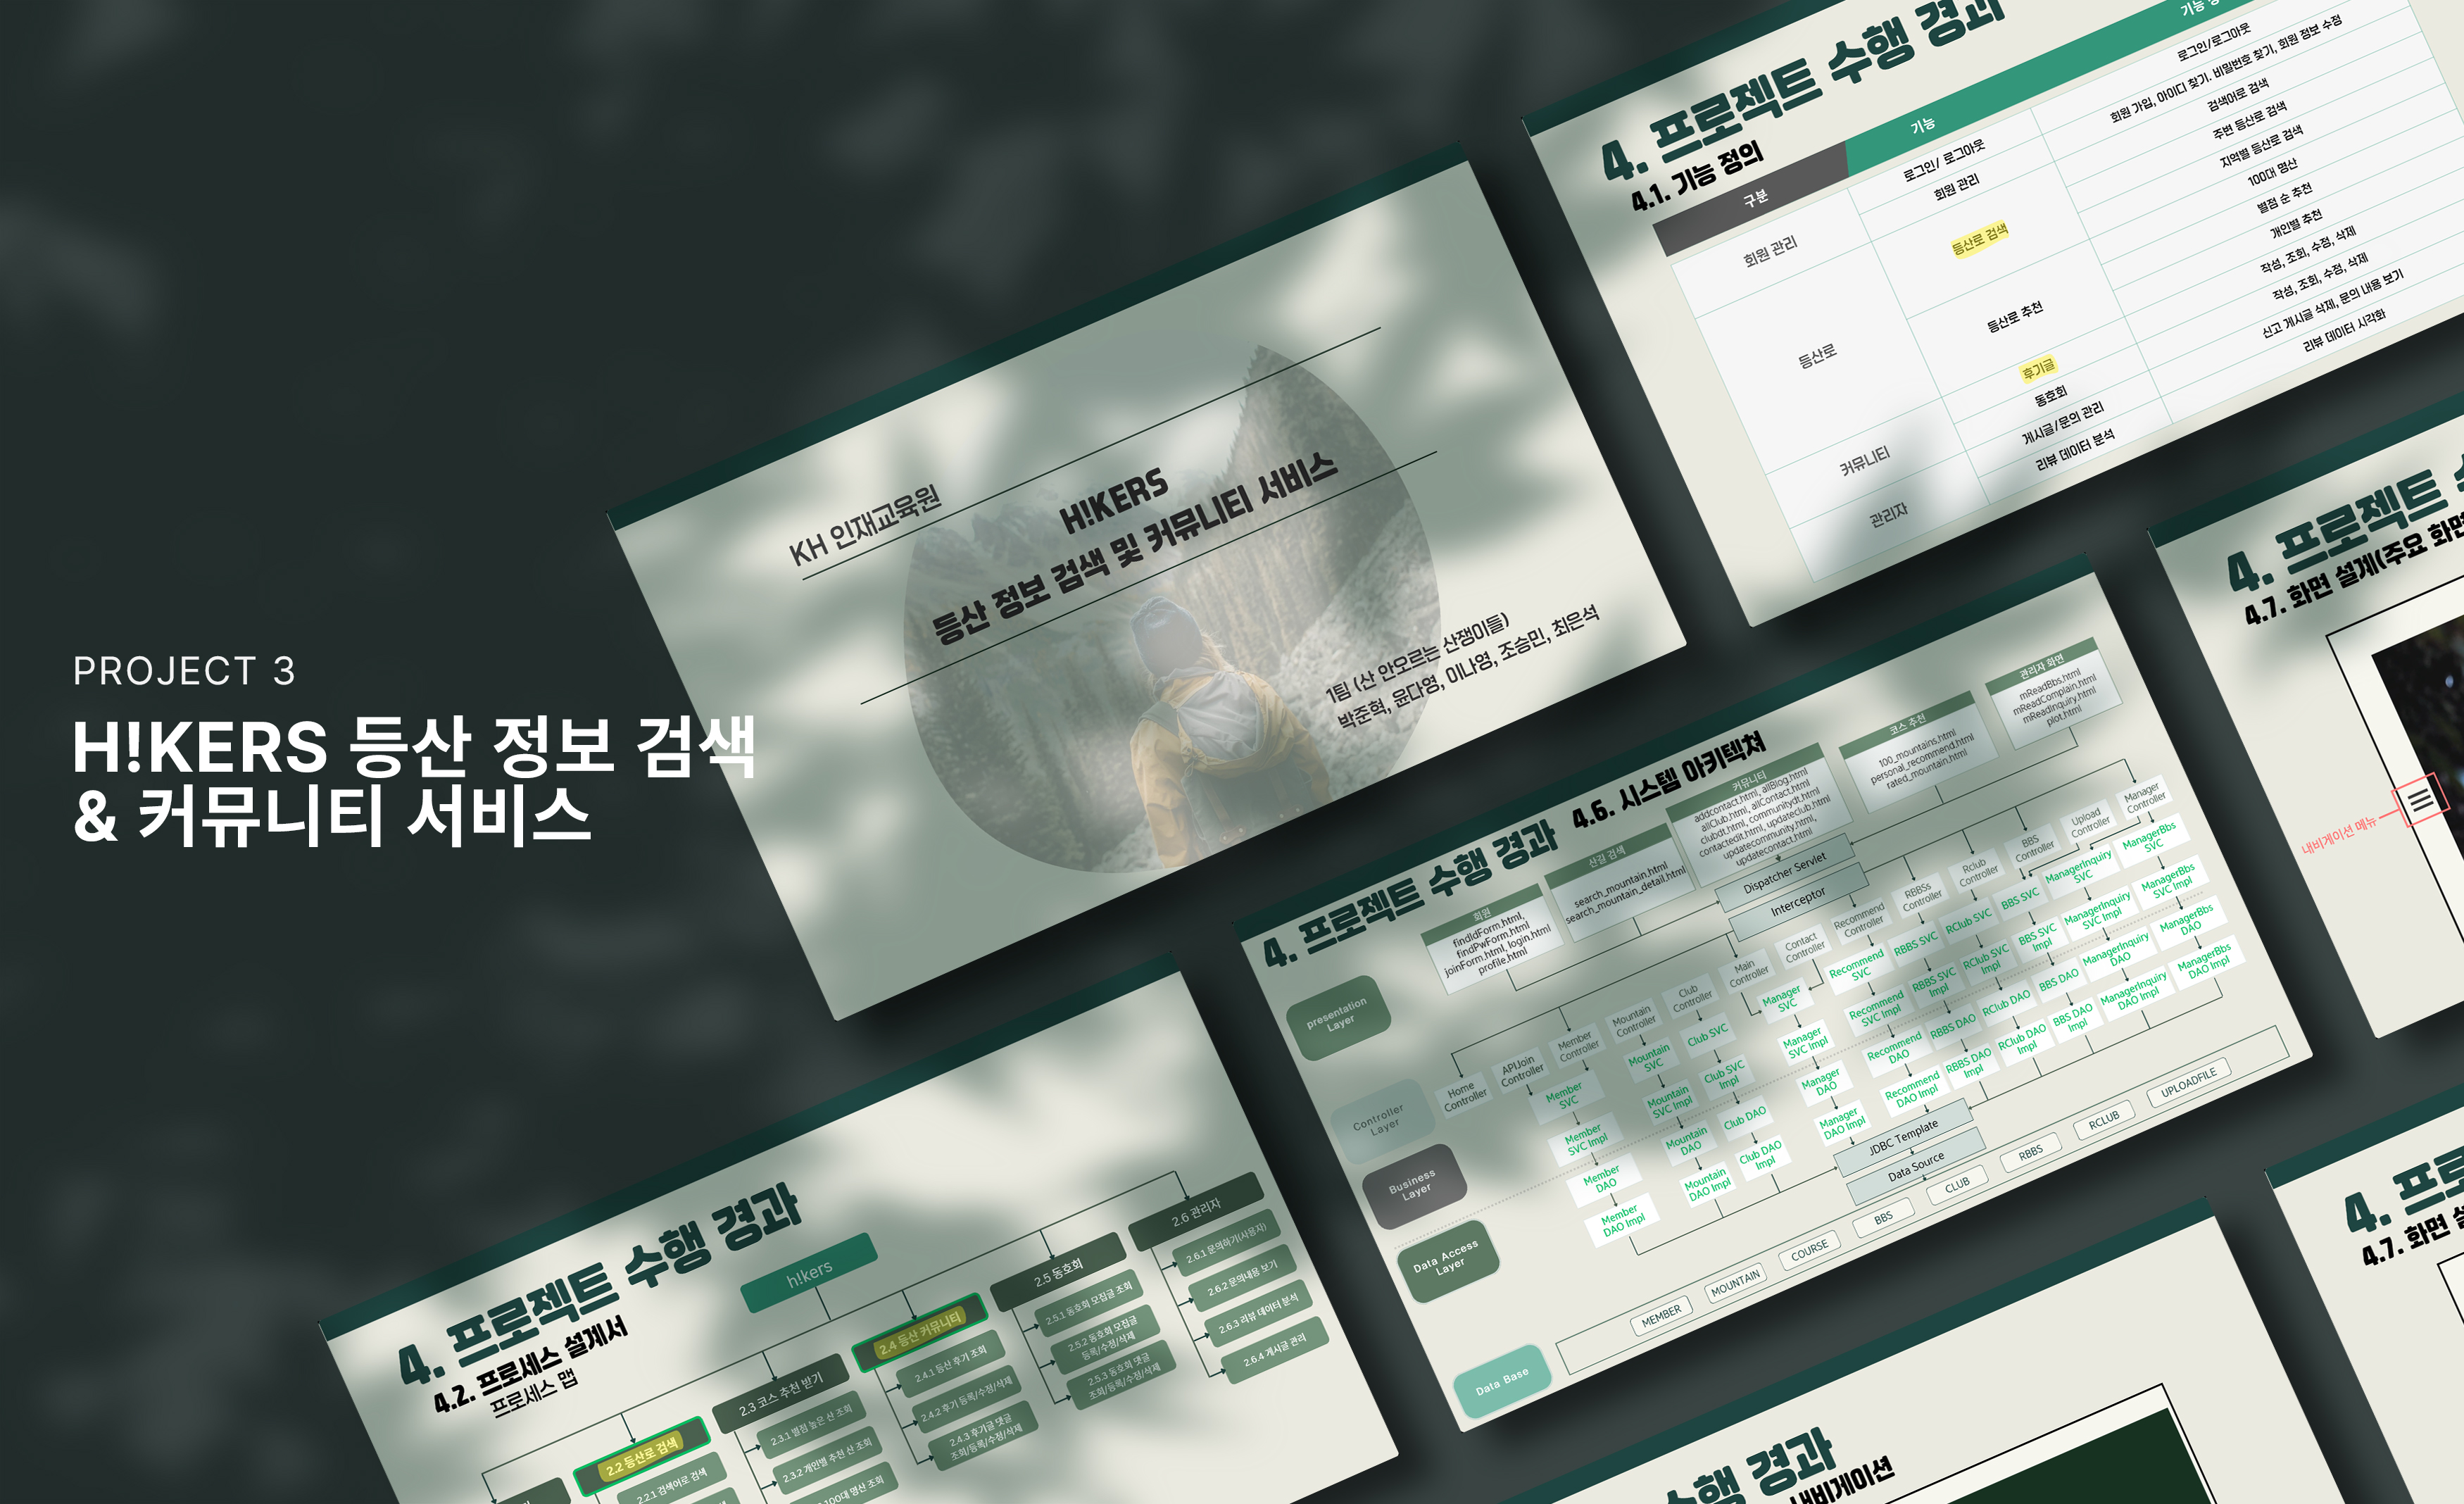 PROJECT 3
H!KERS 등산 정보 검색
& 커뮤니티 서비스
KH 인재교육원
H!KERS
등산 정보 검색 및 커뮤니티 서비스
1팀 (산 안오르는 산쟁이들)
박준혁, 윤다영, 이나영, 조승민, 최은석
4. 프로젝트 수행 경과
4.1. 기능 정의
구분
기능
회원 관리
로그인/ 로그아웃
로그인/로그아웃
회원 관리
회원 가입, 아이디 찾기. 비밀번호 찾기, 회원 정보 수정
등산로
등산로 검색
검색어로 검색
주변 등산로 검색
지역별 등산로 검색
등산로 추천
100대 명산
별점 순 추천
개인별 추천
커뮤니티
후기글
작성, 조회, 수정, 삭제
동호회
작성, 조회, 수정, 삭제
관리자
게시글/문의 관리
신고 게시글 삭제, 문의 내용 보기
리뷰 데이터 분석
리뷰 데이터 시각화
4. 프로젝트 수행 경과
4.6. 시스템 아키텍쳐
presentation
Layer
회원
findIdForm.html,
findPwForm.html
joinForm.html, login.html
profile.html
산길 검색
search_mountain.html
search_mountain_detail.html
커뮤니티
addcontact.html, allBlog.html
allClub.html, allContact.html
clubdt.html, communitydt.html
contactedit.html, updateclub.html
updatecommunity.html,
updatecontact.html
코스 추천
100_mountains.html
personal_recommend.html
rated_mountain.html
관리자 화면
mReadBbs.html
mReadComplain.html
mReadInquiry.html
plot.html
Dispatcher Servlet
Interceptor
Controller
Layer
Home
Controller
APIJoin
Controller
Member
Controller
Mountain
Controller
Club
Controller
Main
Controller
Contact
Controller
Recommend
Controller
RBBSs
Controller
Rclub
Controller
BBS
Controller
Upload
Controller
Manager
Controller
Business
Layer
Member
SVC
Member
SVC Impl
Mountain
SVC
Mountain
SVC Impl
Club SVC
Club SVC
Impl
Manager
SVC
Manager
SVC Impl
Recommend
SVC
Recommend
SVC Impl
RBBS SVC
RBBS SVC
Impl
RClub SVC
RClub SVC
Impl
BBS SVC
BBS SVC
Impl
ManagerInquiry
SVC
ManagerInquiry
SVC Impl
ManagerBbs
SVC
ManagerBbs
SVC Impl
Data Access
Layer
Member
DAO
Member
DAO Impl
Mountain
DAO
Mountain
DAO Impl
Club DAO
Club DAO
Impl
Manager
DAO
Manager
DAO Impl
Recommend
DAO
Recommend
DAO Impl
RBBS DAO
RBBS DAO
Impl
RClub DAO
RClub DAO
Impl
BBS DAO
BBS DAO
Impl
ManagerInquiry
DAO
ManagerInquiry
DAO Impl
ManagerBbs
DAO
ManagerBbs
DAO Impl
JDBC Template
Data Source
Data Base
MEMBER
MOUNTAIN
COURSE
BBS
CLUB
RBBS
RCLUB
UPLOADFILE
4. 프로젝트
4.7. 화면 설계(주요 화면
내비게이션 메뉴
4. 프로젝트 수행 경과
4.2. 프로세스 설계서
프로세스 맵
h!kers
2.2 등산로 검색
2.2.1 검색어로 검색
2.3 코스 추천 받기
2.3.1 별점 높은 산 조회
2.3.2 개인별 추천 산 조회
100대 명산 조회
2.4 등산 커뮤니티
2.4.1 등산 후기 조회
2.4.2 후기 등록/수정/삭제
2.4.3 후기글 댓글
조회/등록/수정/삭제
2.5 동호회
2.5.1 동호회 모집글 조회
2.5.2 동호회 모집글
등록/수정/삭제
2.5.3 동호회 댓글
조회/등록/수정/삭제
2.6 관리자
2.6.1 문의하기(사용자)
2.6.2 문의내용 보기
2.6.3 리뷰 데이터 분석
2.6.4 게시글 관리
경과
내비게이션
4.
4.7. 화면